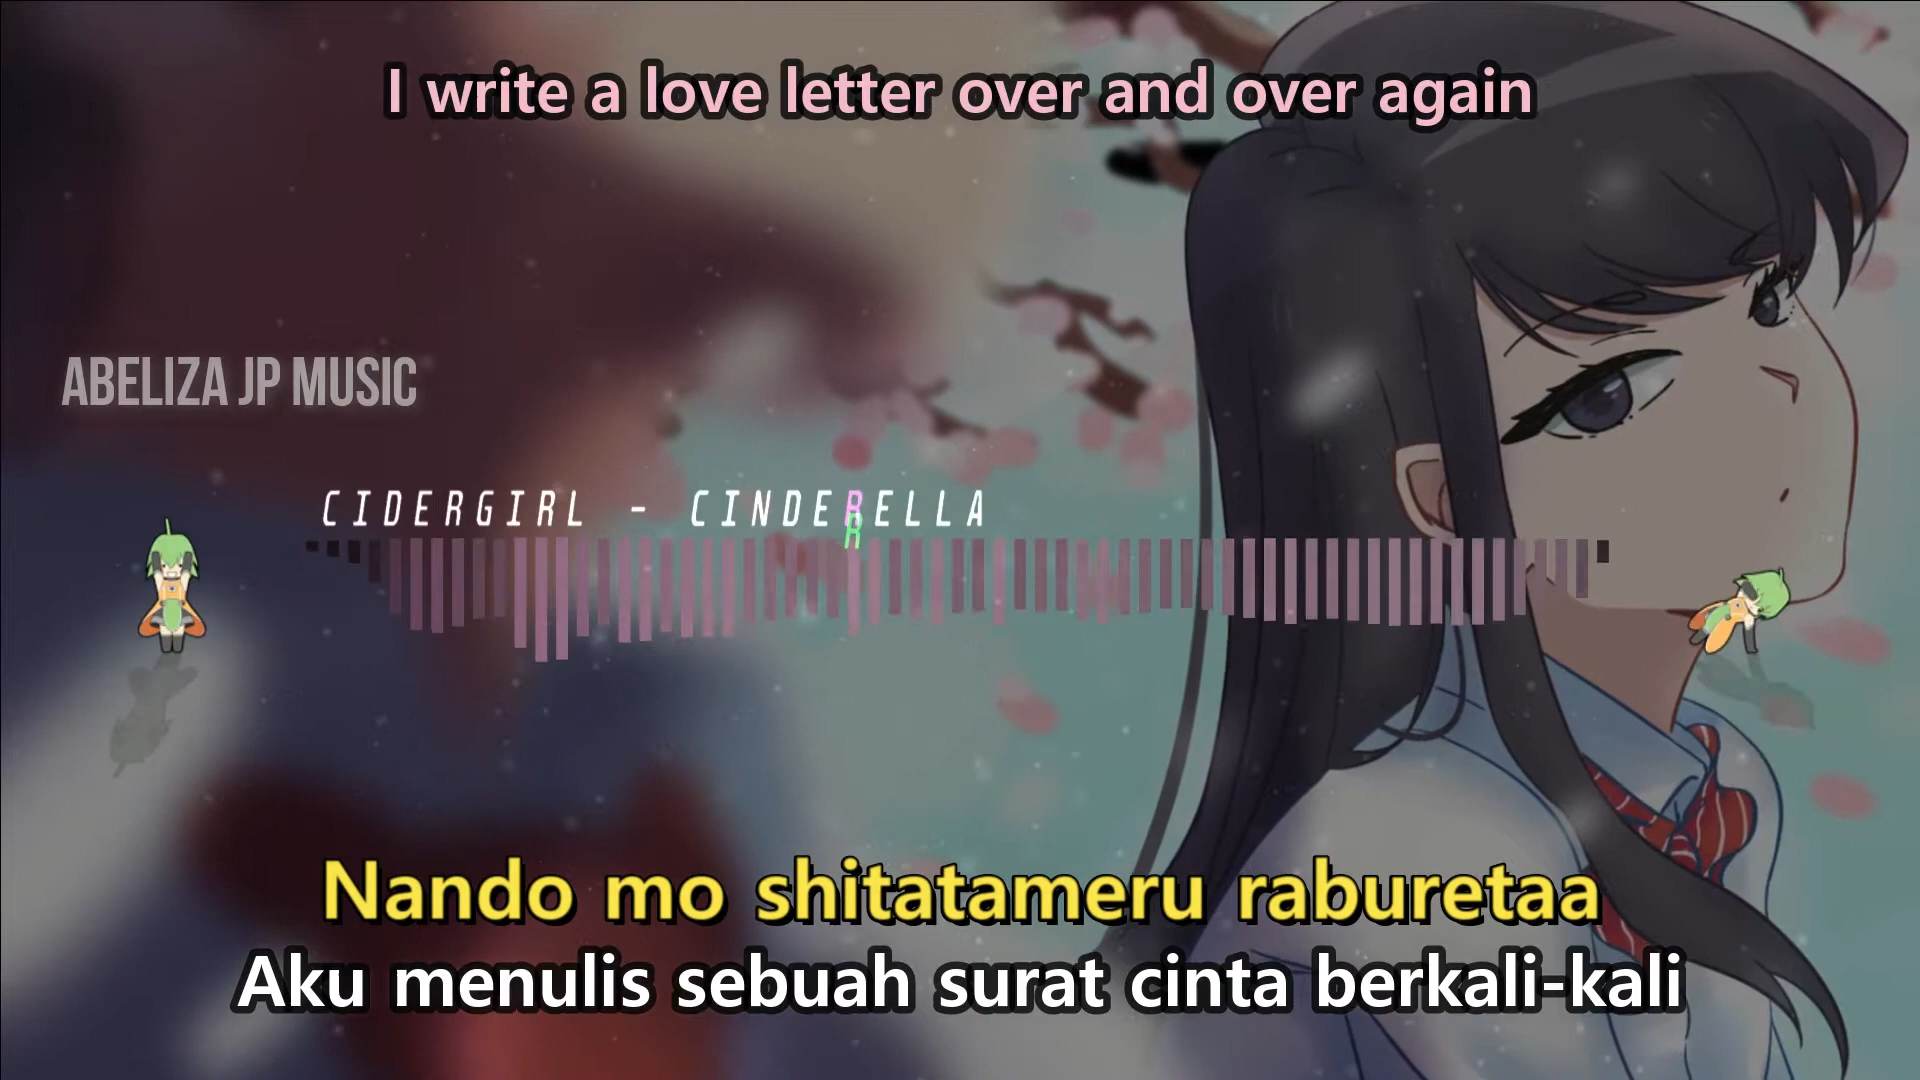 I write a love letter over and over again
ABELIZA JP MUSIC
CIDERGIRL - CINDERELLA
Nando mo shitatameru raburetaa
Aku menulis sebuah surat cinta berkali-kali